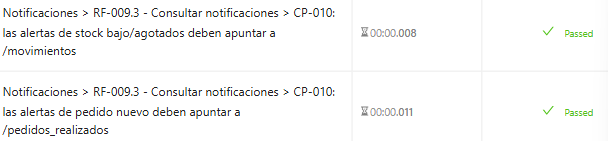 Notificaciones > RF-009.3 - Consultar notificaciones > CP-010:
las alertas de stock bajo/agotados deben apuntar a
/movimientos
00:00.008
Passed
Notificaciones > RF-009.3 - Consultar notificaciones > CP-010:
las alertas de pedido nuevo deben apuntar a
/pedidos_realizados
00:00.011
Passed